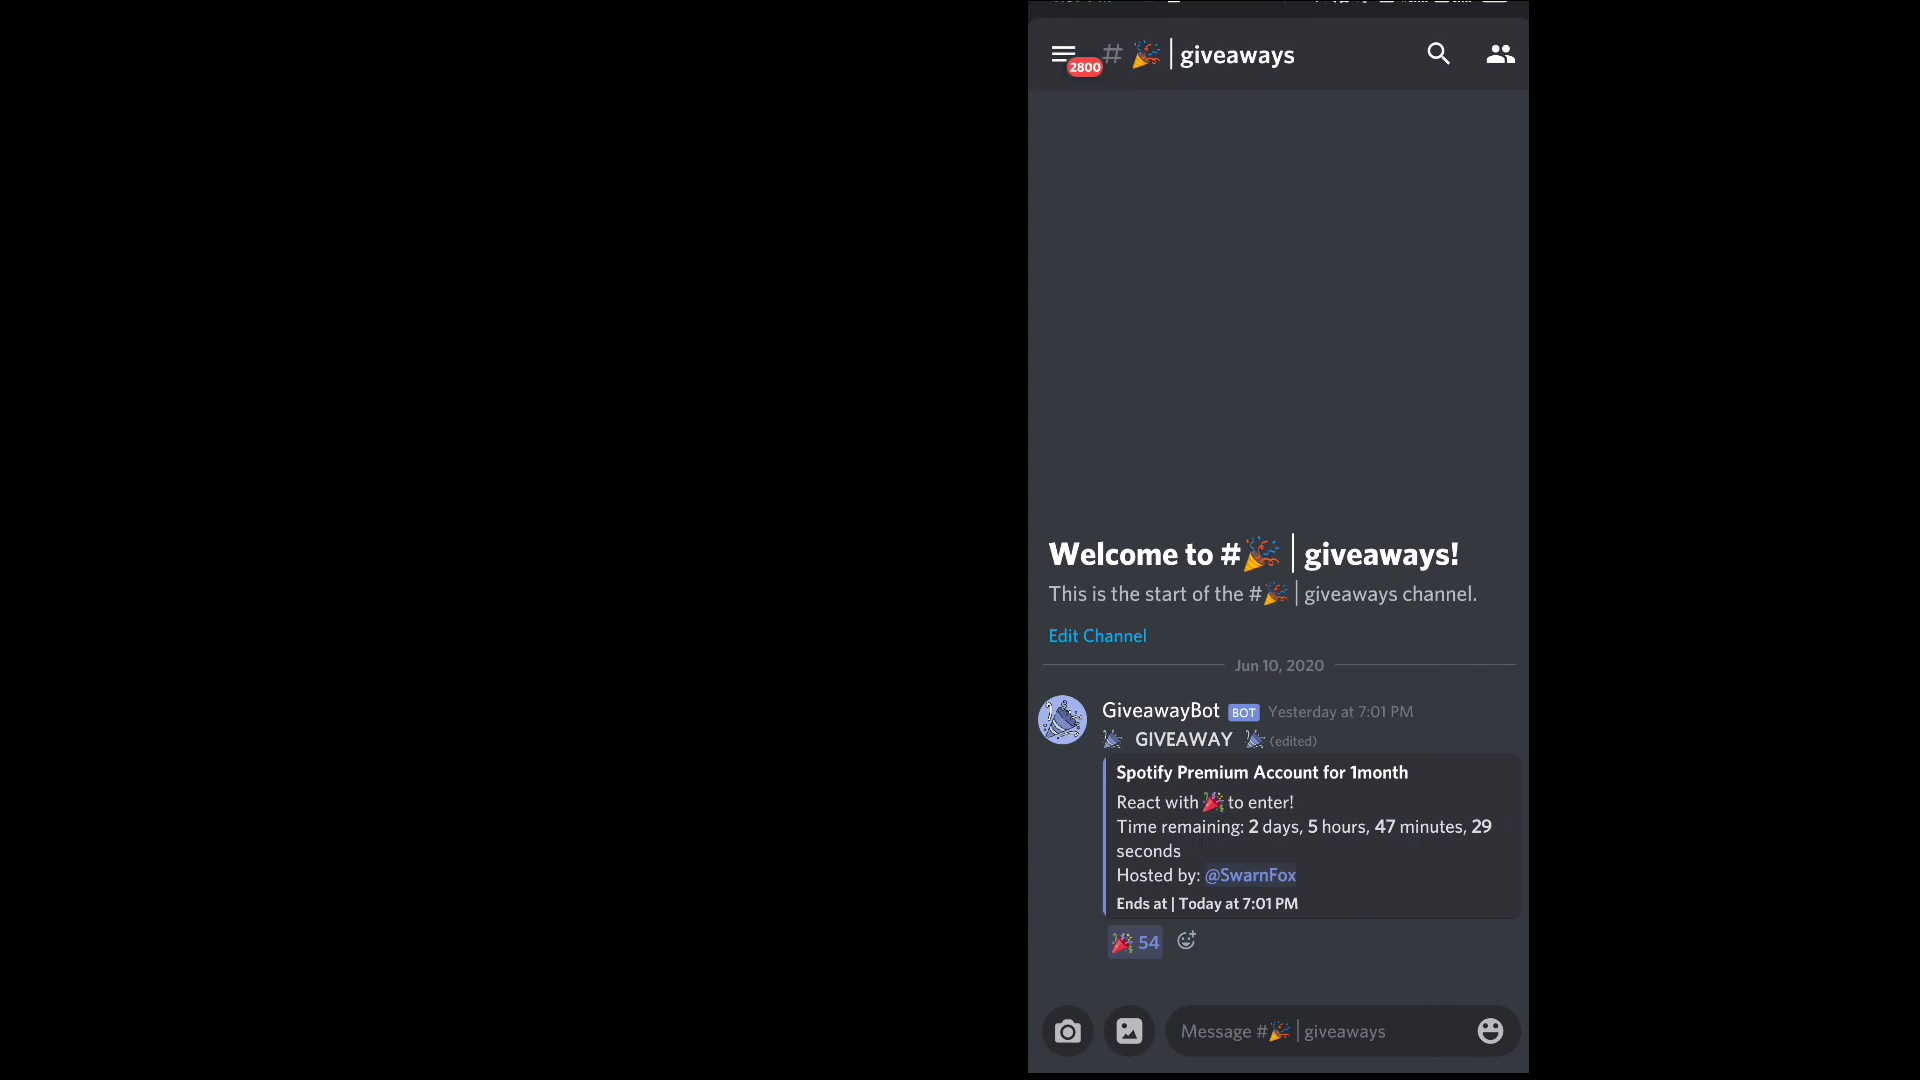 2800
# 🎉 | giveaways
Welcome to #🎉 | giveaways!
This is the start of the #🎉 | giveaways channel.
Edit Channel
Jun 10, 2020
GiveawayBot BOT Yesterday at 7:01 PM
🎉 GIVEAWAY 🎉 (edited)
Spotify Premium Account for 1month
React with 🎉 to enter!
Time remaining: 2 days, 5 hours, 47 minutes, 29
seconds
Hosted by: @SwarnFox
Ends at | Today at 7:01 PM
🎉 54
Message #🎉 | giveaways